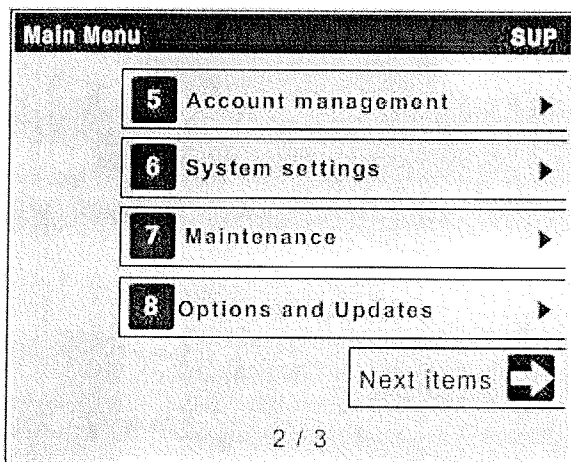 Main Menu SUP
5 Account management
6 System settings
7 Maintenance
8 Options and Updates
Next items
2 / 3